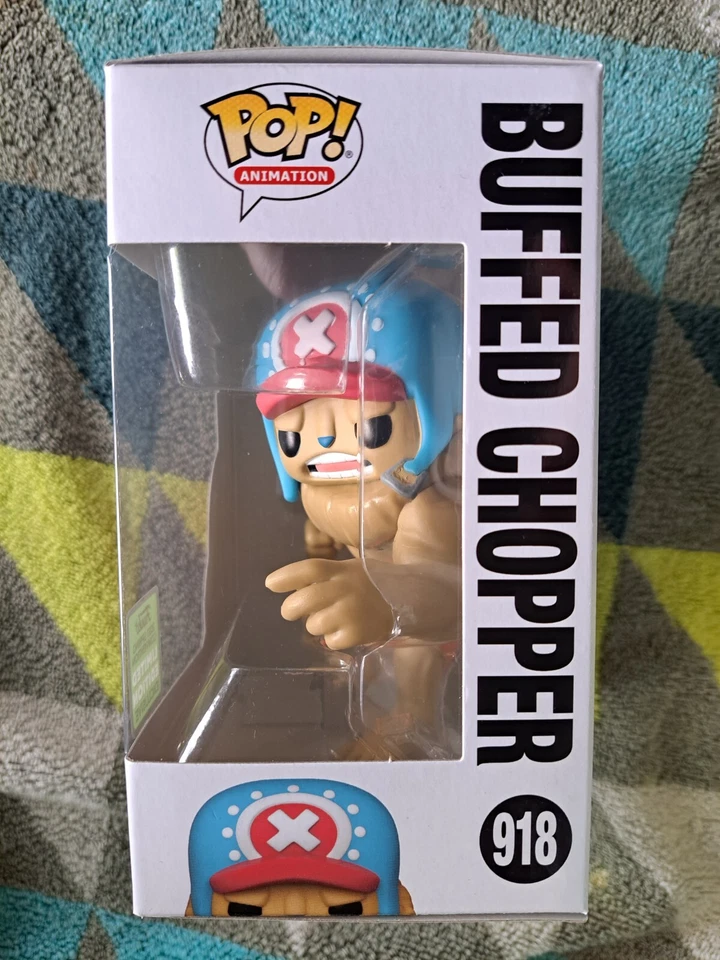 POP!
®
ANIMATION
BUFFED CHOPPER
918